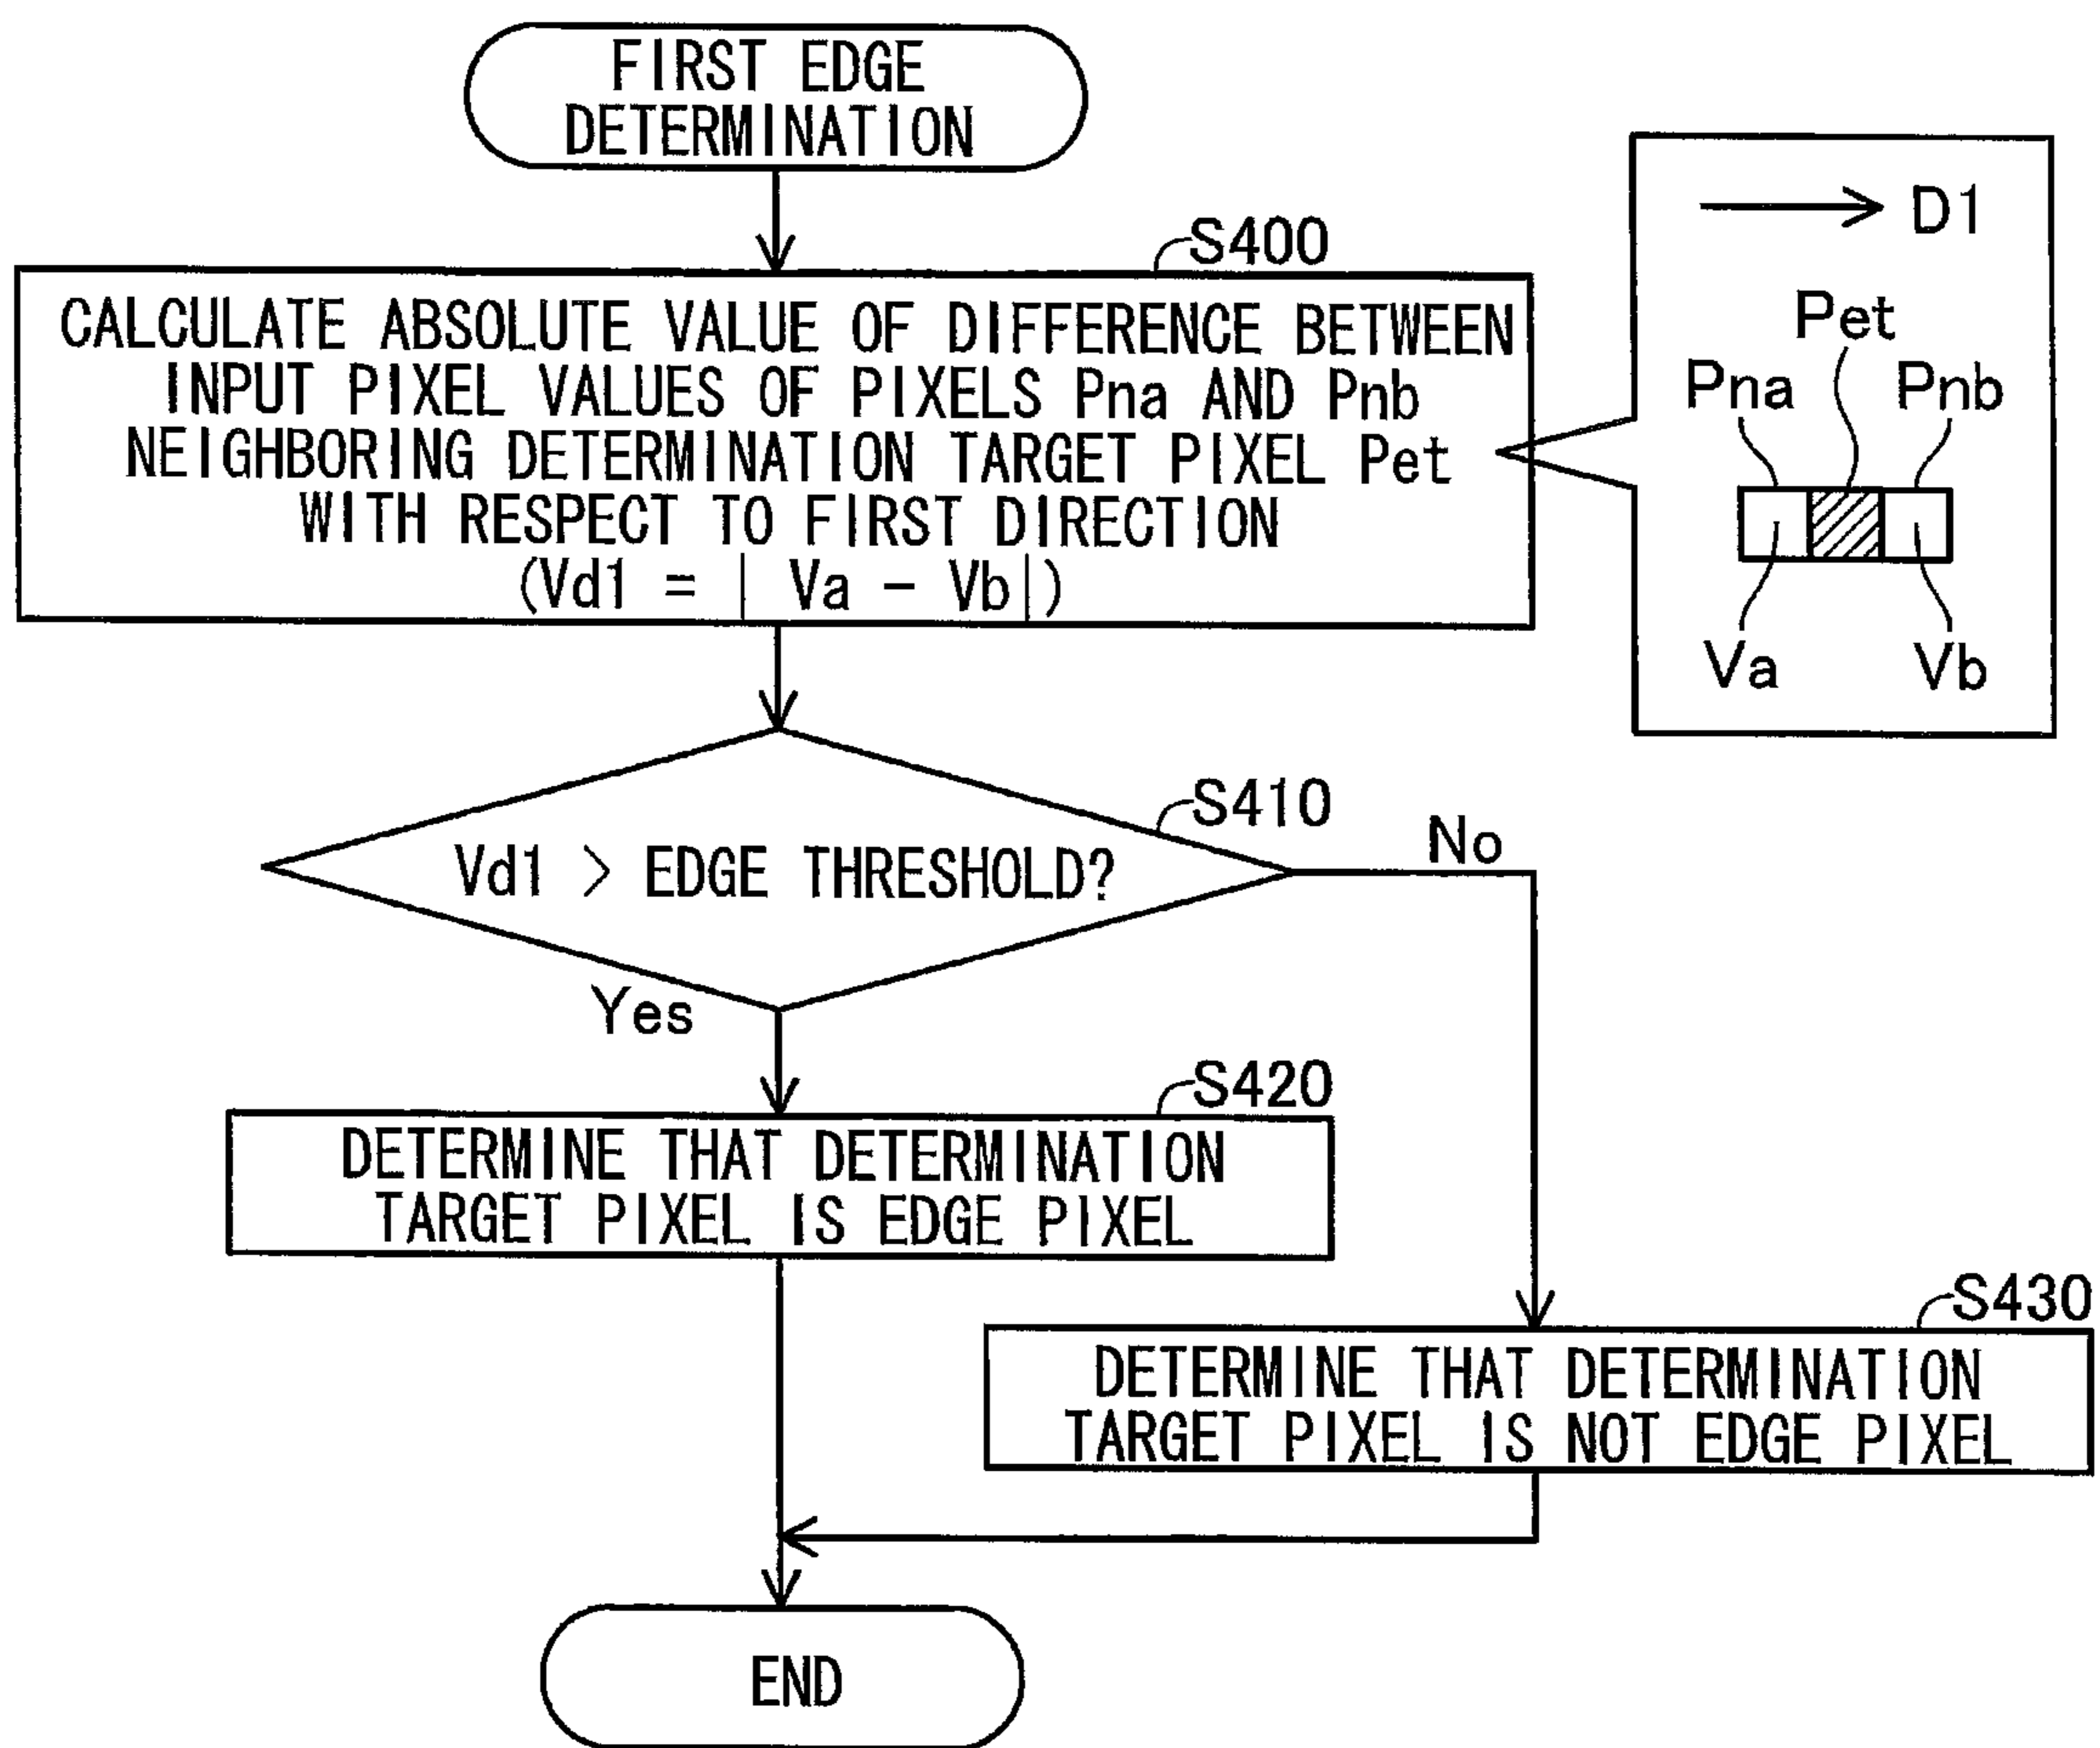 FIRST EDGE
DETERMINATION
S400
CALCULATE ABSOLUTE VALUE OF DIFFERENCE BETWEEN
INPUT PIXEL VALUES OF PIXELS Pna AND Pnb
NEIGHBORING DETERMINATION TARGET PIXEL Pet
WITH RESPECT TO FIRST DIRECTION
(Vd1 = | Va - Vb|)
D1
Pet
Pna Pnb
Va Vb
S410
Vd1 > EDGE THRESHOLD?
No
Yes
S420
DETERMINE THAT DETERMINATION
TARGET PIXEL IS EDGE PIXEL
S430
DETERMINE THAT DETERMINATION
TARGET PIXEL IS NOT EDGE PIXEL
END